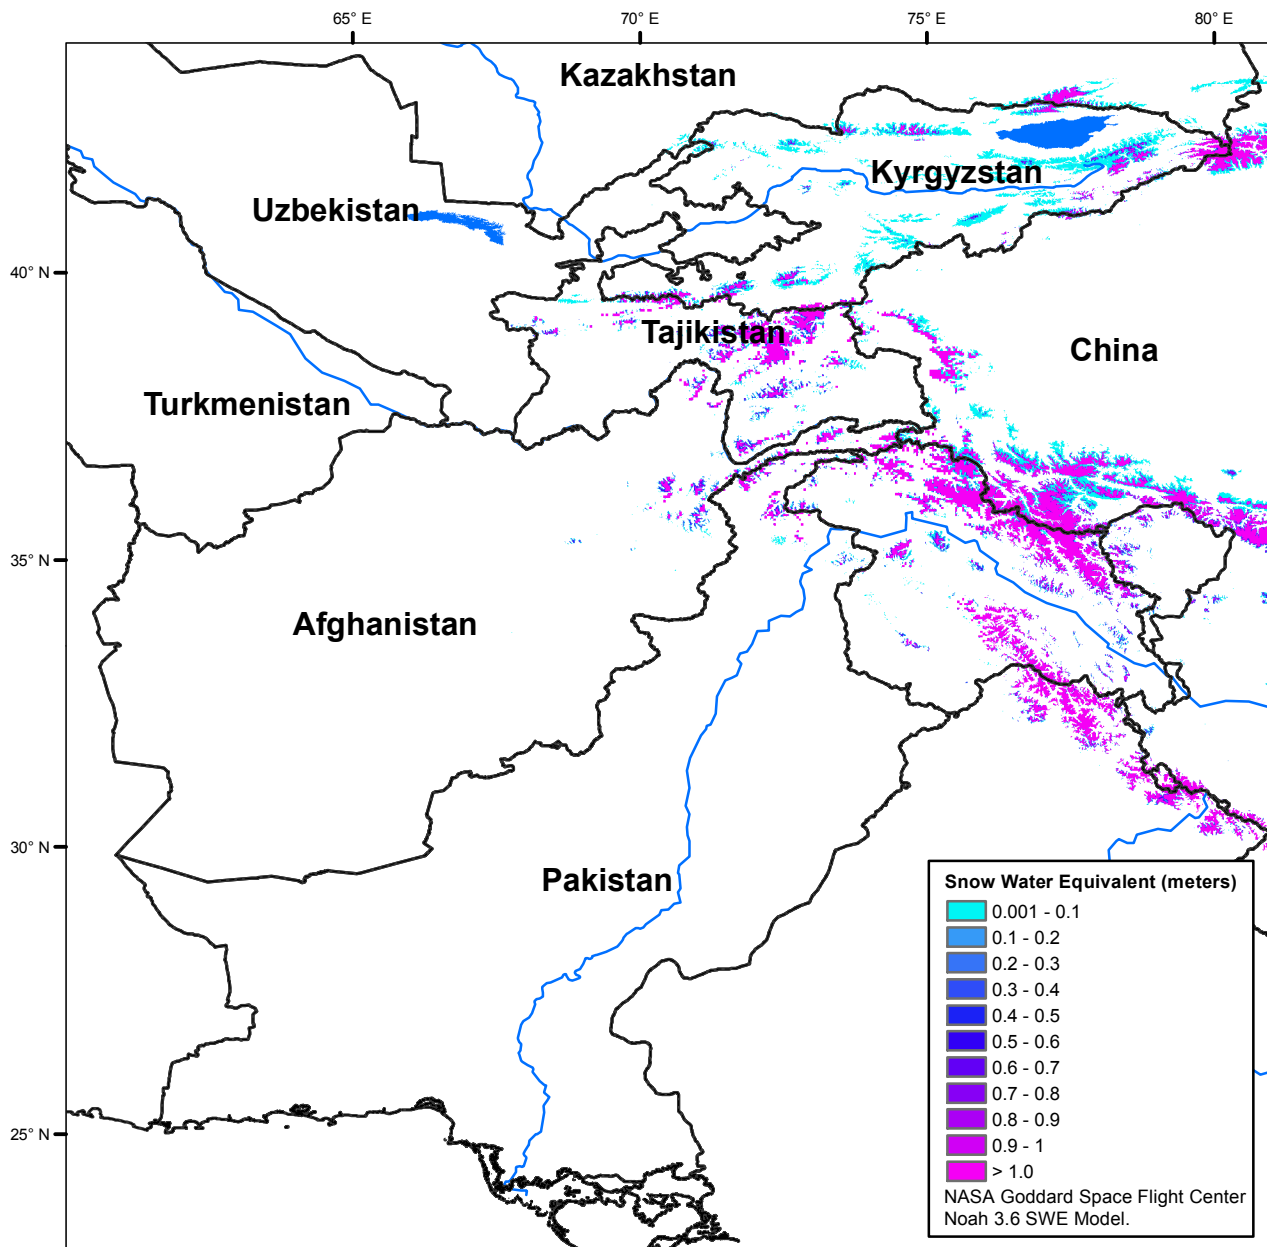 65° E
70° E
75° E
80° E
Kazakhstan
Kyrgyzstan
Uzbekistan
40° N
Tajikistan
China
Turkmenistan
35° N
Afghanistan
30° N
Pakistan
25° N
Snow Water Equivalent (meters)
0.001 - 0.1
0.1 - 0.2
0.2 - 0.3
0.3 - 0.4
0.4 - 0.5
0.5 - 0.6
0.6 - 0.7
0.7 - 0.8
0.8 - 0.9
0.9 - 1
> 1.0
NASA Goddard Space Flight Center
Noah 3.6 SWE Model.